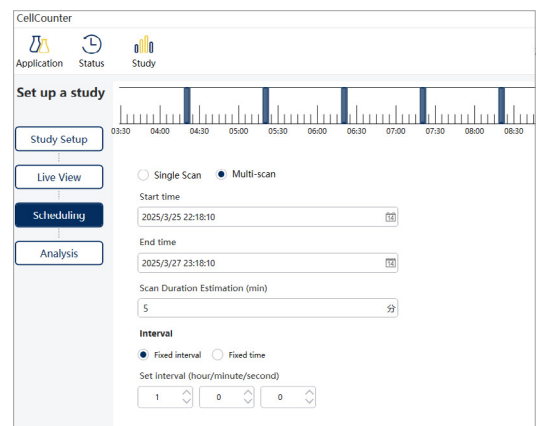 CellCounter
Application Status Study
Set up a study
03:30 04:00 04:30 05:00 05:30 06:00 06:30 07:00 07:30 08:00 08:30
Study Setup
Live View
Scheduling
Analysis
Single Scan Multi-scan
Start time
2025/3/25 22:18:10 14
End time
2025/3/27 23:18:10 14
Scan Duration Estimation (min)
5 分
Interval
Fixed interval Fixed time
Set interval (hour/minute/second)
1 0 0